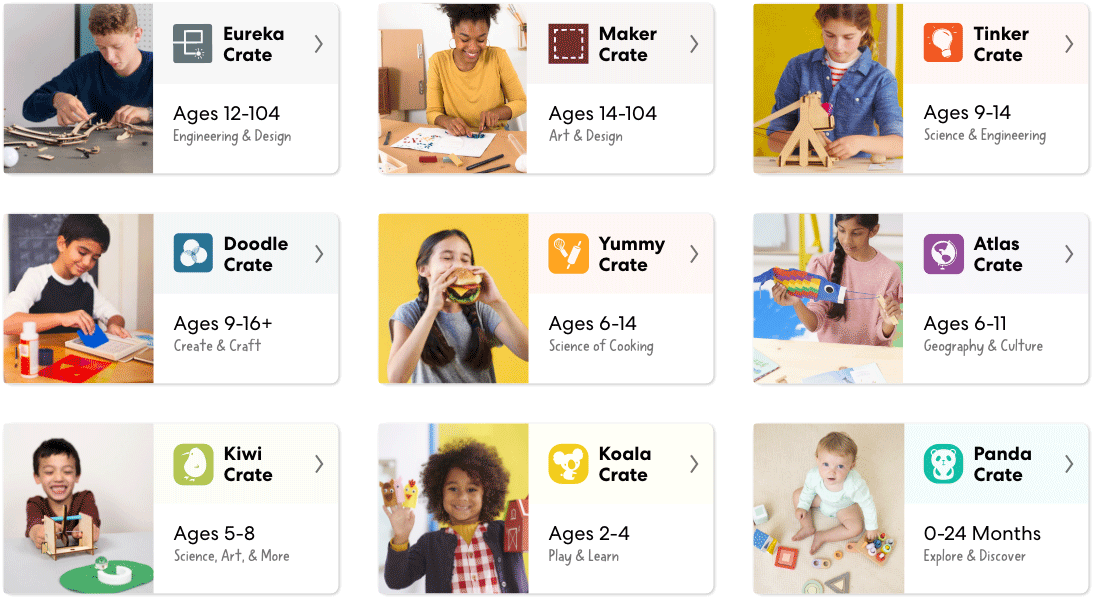 Eureka
Crate
Ages 12-104
Engineering & Design
Maker
Crate
Ages 14-104
Art & Design
Tinker
Crate
Ages 9-14
Science & Engineering
Doodle
Crate
Ages 9-16+
Create & Craft
Yummy
Crate
Ages 6-14
Science of Cooking
Atlas
Crate
Ages 6-11
Geography & Culture
Kiwi
Crate
Ages 5-8
Science, Art, & More
Koala
Crate
Ages 2-4
Play & Learn
Panda
Crate
0-24 Months
Explore & Discover